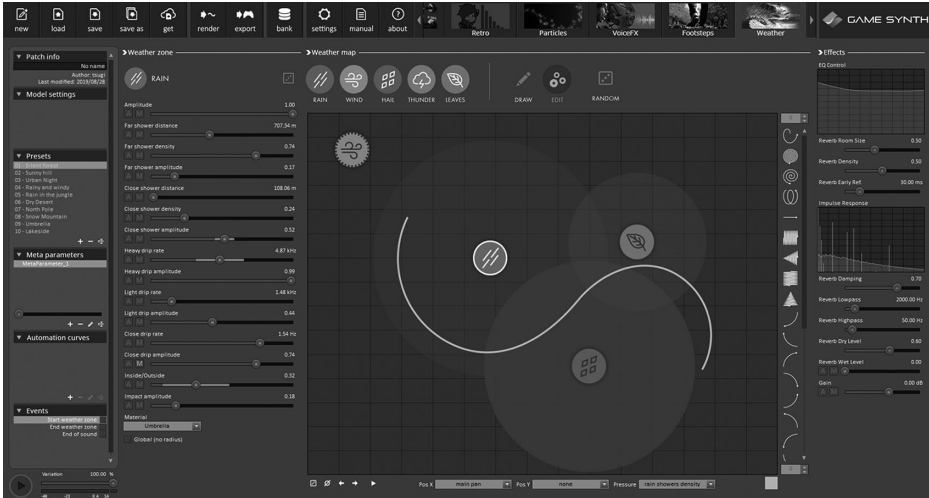 new load save save as get render export bank settings manual about Retro Particles VoiceFX Footsteps Weather GAME SYNTH
Patch info
No name
Author: tsugi
Last modified: 2019/08/28
Model settings
Presets
01 - Silent forest
02 - Sunny hill
03 - Urban Night
04 - Rainy and windy
05 - Rain in the jungle
06 - Dry Desert
07 - North Pole
08 - Snow Mountain
09 - Umbrella
10 - Lakeside
Meta parameters
MetaParameter_1
Automation curves
Events
Start weather zone
End weather zone
End of sound
Variation 100.00 %
Weather zone
RAIN
Amplitude 1.00
Far shower distance 707.34 m
Far shower density 0.74
Far shower amplitude 0.17
Close shower distance 108.06 m
Close shower density 0.24
Close shower amplitude 0.52
Heavy drip rate 4.87 kHz
Heavy drip amplitude 0.99
Light drip rate 1.48 kHz
Light drip amplitude 0.44
Close drip rate 1.54 Hz
Close drip amplitude 0.74
Inside/Outside 0.32
Impact amplitude 0.18
Material
Umbrella
Global (no radius)
Weather map
RAIN WIND HAIL THUNDER LEAVES DRAW EDIT RANDOM
Pos X main pan Pos Y none Pressure rain showers density
Effects
EQ Control
Reverb Room Size 0.50
Reverb Density 0.50
Reverb Early Ref. 30.00 ms
Impulse Response
Reverb Damping 0.70
Reverb Lowpass 2000.00 Hz
Reverb Highpass 50.00 Hz
Reverb Dry Level 0.60
Reverb Wet Level 0.00
Gain 0.00 dB